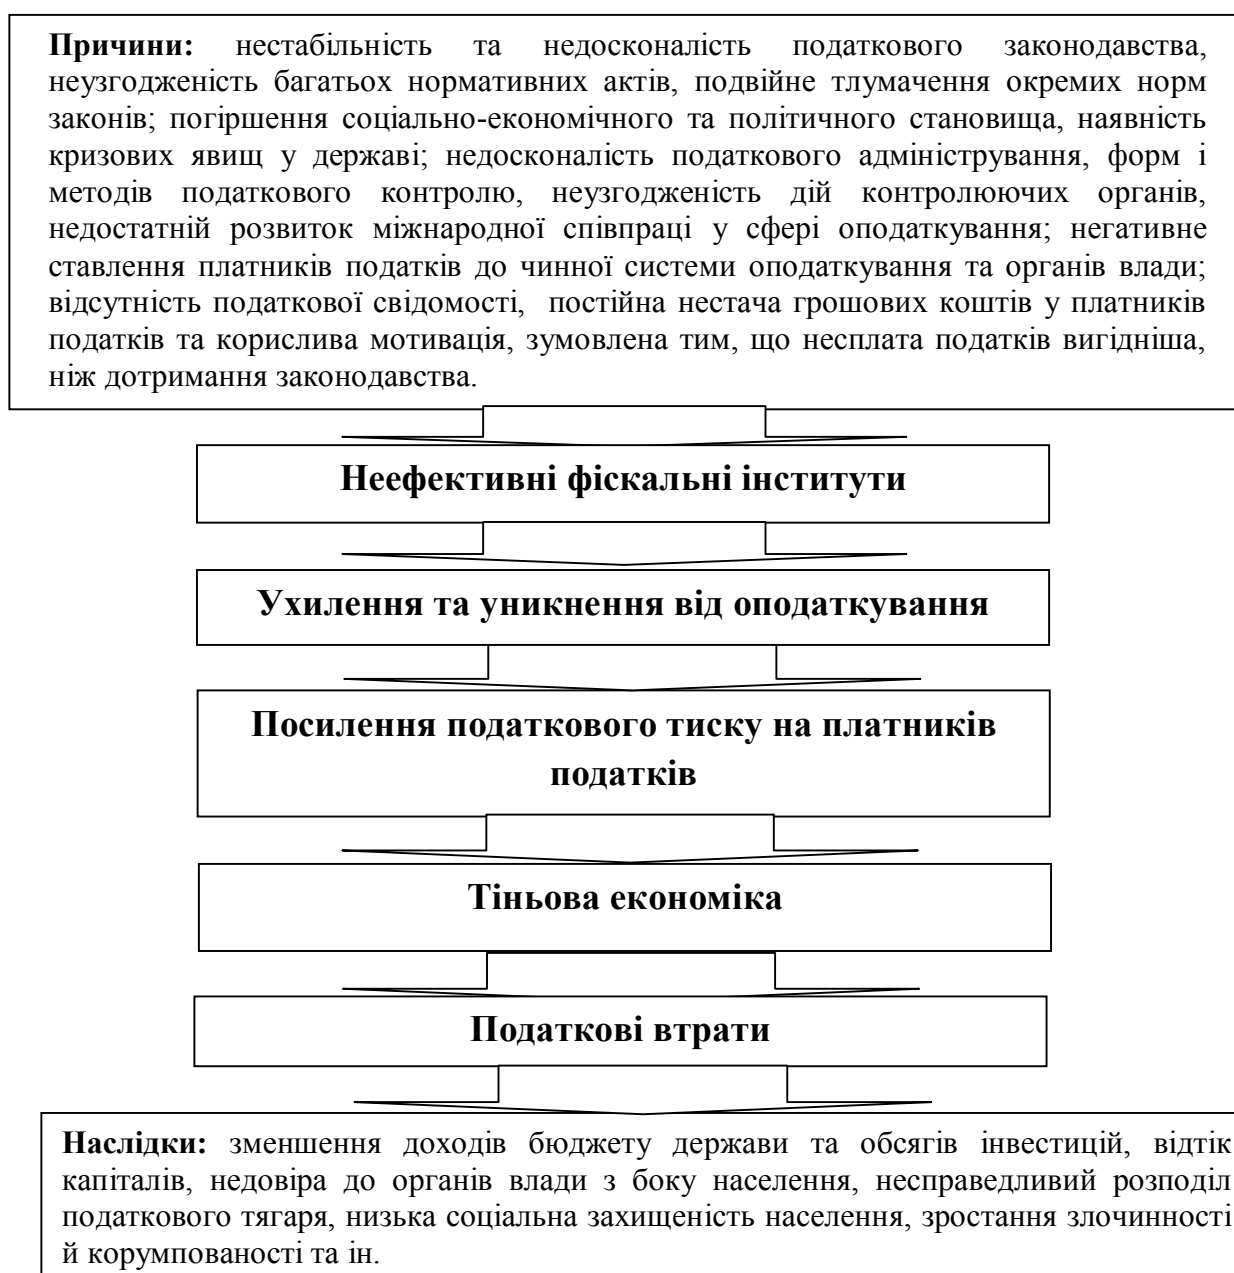 Причини: нестабільність та недосконалість податкового законодавства,
неузгодженість багатьох нормативних актів, подвійне тлумачення окремих норм
законів; погіршення соціально-економічного та політичного становища, наявність
кризових явищ у державі; недосконалість податкового адміністрування, форм і
методів податкового контролю, неузгодженість дій контролюючих органів,
недостатній розвиток міжнародної співпраці у сфері оподаткування; негативне
ставлення платників податків до чинної системи оподаткування та органів влади;
відсутність податкової свідомості, постійна нестача грошових коштів у платників
податків та корислива мотивація, зумовлена тим, що несплата податків вигідніша,
ніж дотримання законодавства.
Неефективні фіскальні інститути
Ухилення та уникнення від оподаткування
Посилення податкового тиску на платників
податків
Тіньова економіка
Податкові втрати
Наслідки: зменшення доходів бюджету держави та обсягів інвестицій, відтік
капіталів, недовіра до органів влади з боку населення, несправедливий розподіл
податкового тягаря, низька соціальна захищеність населення, зростання злочинності
й корумпованості та ін.